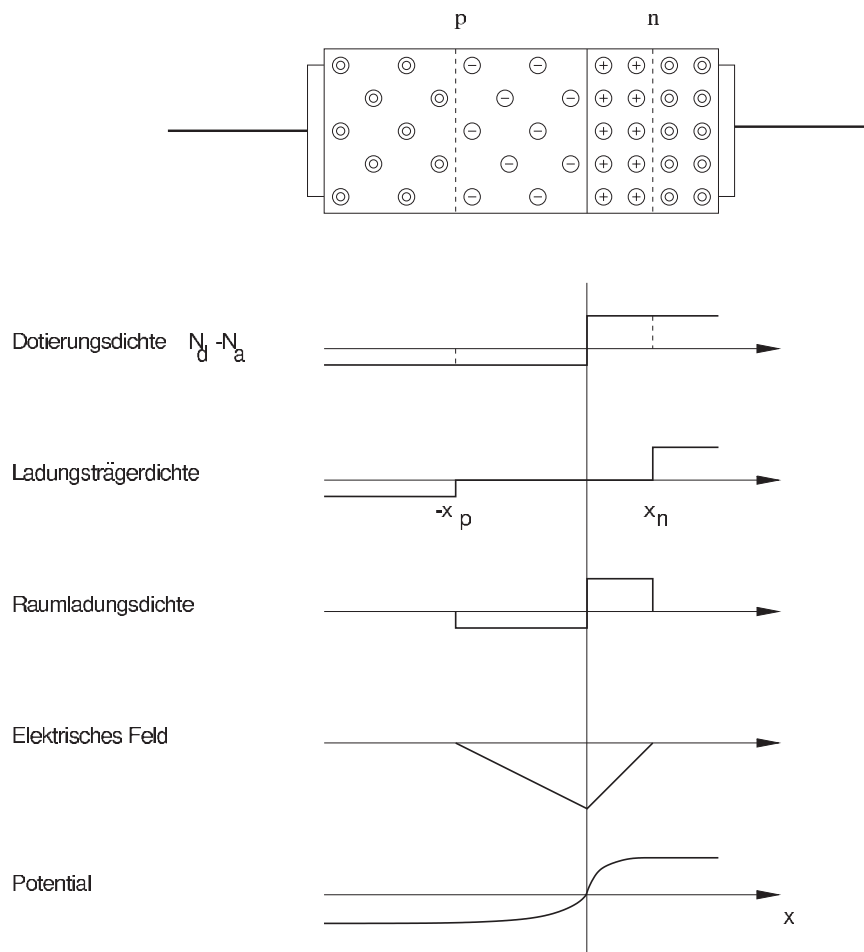 p n
Dotierungsdichte N_d -N_a
Ladungsträgerdichte
-x_p x_n
Raumladungsdichte
Elektrisches Feld
Potential
x